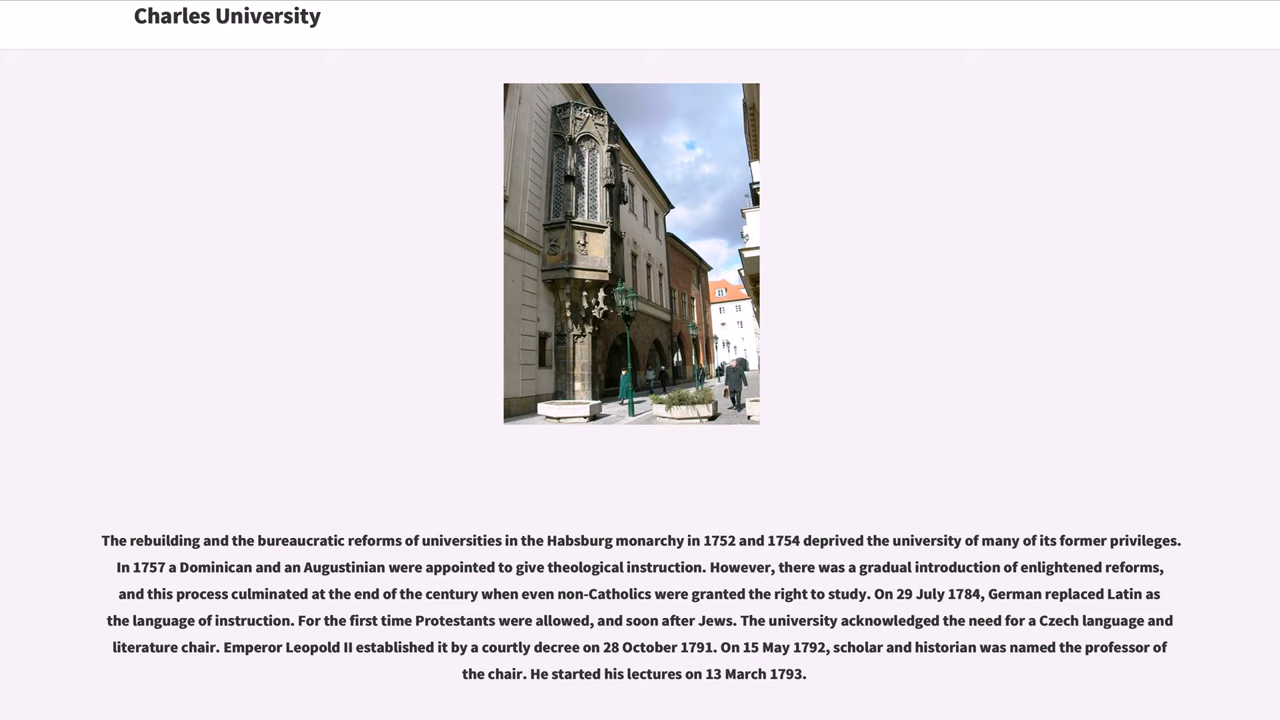 Charles University
The rebuilding and the bureaucratic reforms of universities in the Habsburg monarchy in 1752 and 1754 deprived the university of many of its former privileges.
In 1757 a Dominican and an Augustinian were appointed to give theological instruction. However, there was a gradual introduction of enlightened reforms,
and this process culminated at the end of the century when even non-Catholics were granted the right to study. On 29 July 1784, German replaced Latin as
the language of instruction. For the first time Protestants were allowed, and soon after Jews. The university acknowledged the need for a Czech language and
literature chair. Emperor Leopold II established it by a courtly decree on 28 October 1791. On 15 May 1792, scholar and historian was named the professor of
the chair. He started his lectures on 13 March 1793.